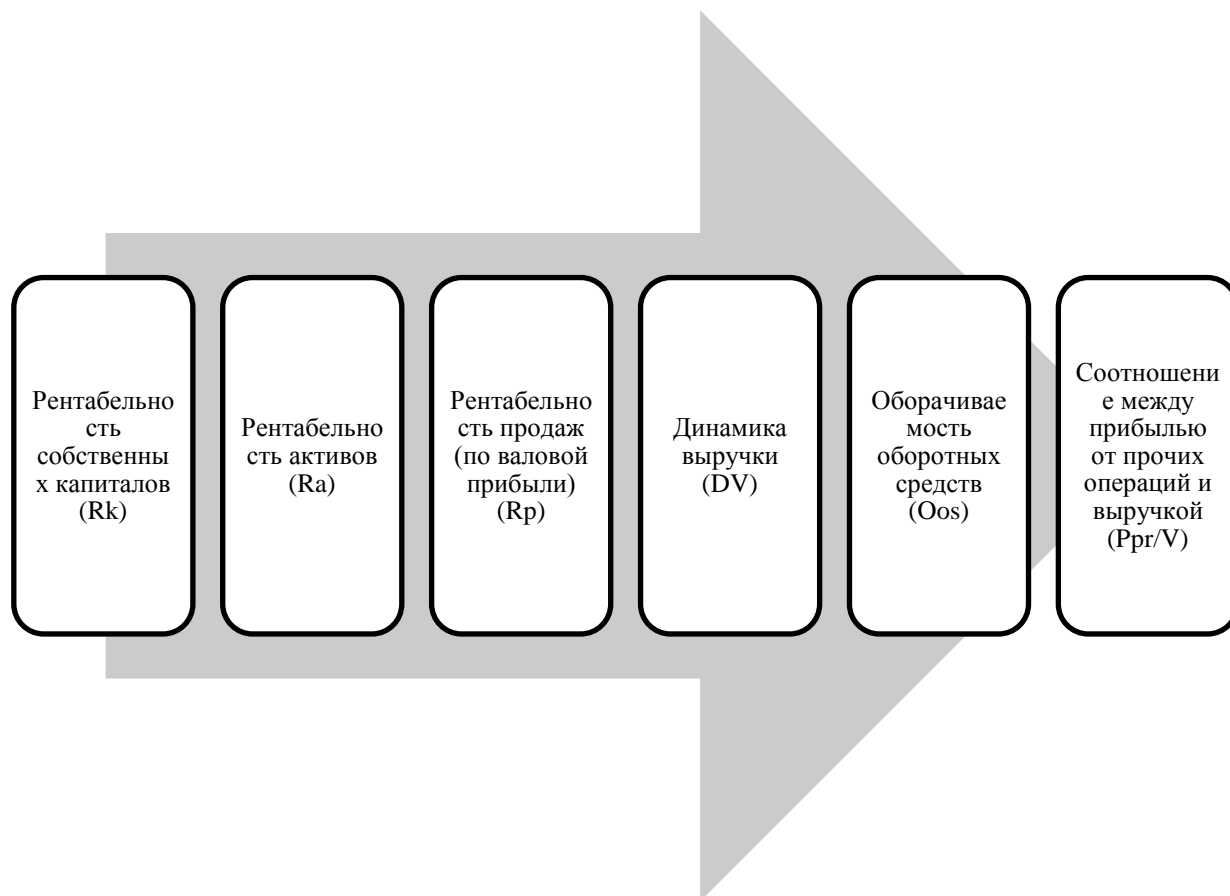 Рентабельно
сть
собственны
х капиталов
(Rk)
Рентабельно
сть активов
(Ra)
Рентабельно
сть продаж
(по валовой
прибыли)
(Rp)
Динамика
выручки
(DV)
Оборачивае
мость
оборотных
средств
(Oos)
Соотношени
е между
прибылью
от прочих
операций и
выручкой
(Ppr/V)